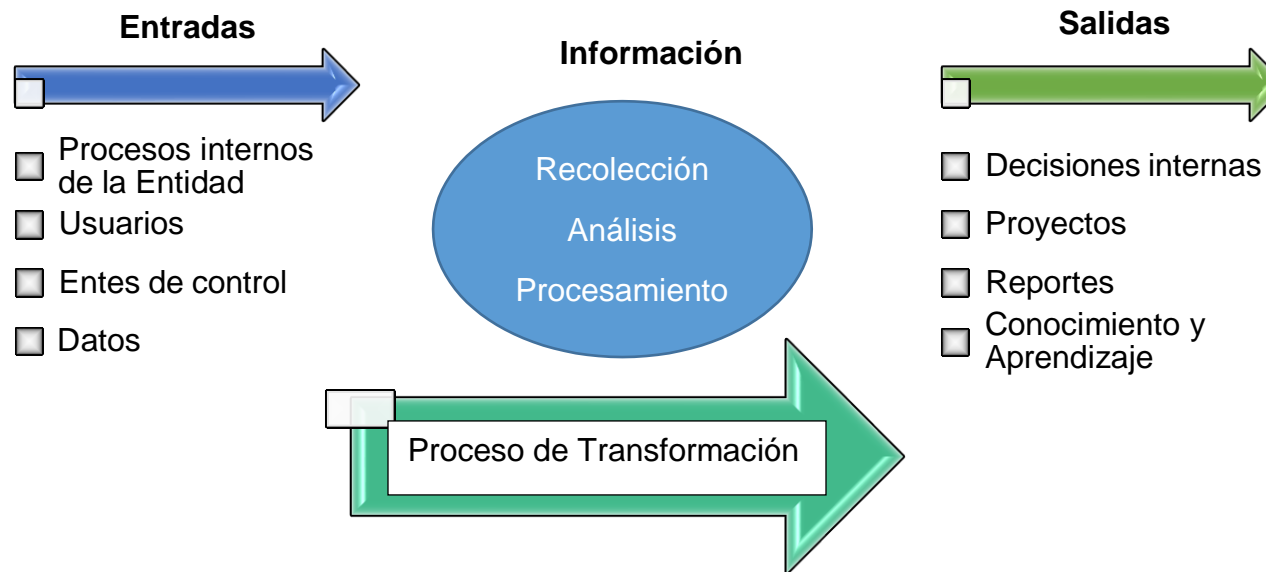 Entradas
Procesos internos
de la Entidad
Usuarios
Entes de control
Datos
Información
Recolección
Análisis
Procesamiento
Proceso de Transformación
Salidas
Decisiones internas
Proyectos
Reportes
Conocimiento y
Aprendizaje